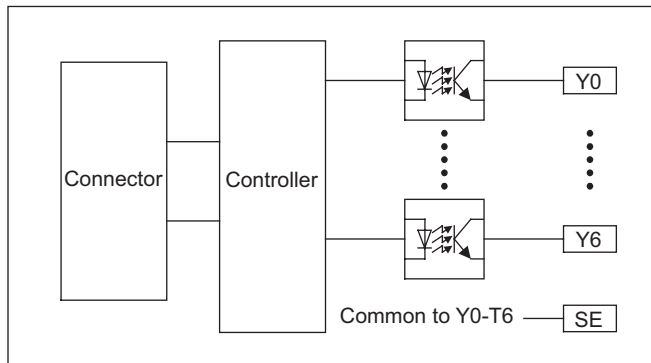 Connector
Controller
Y0
Y6
Common to Y0-T6
SE